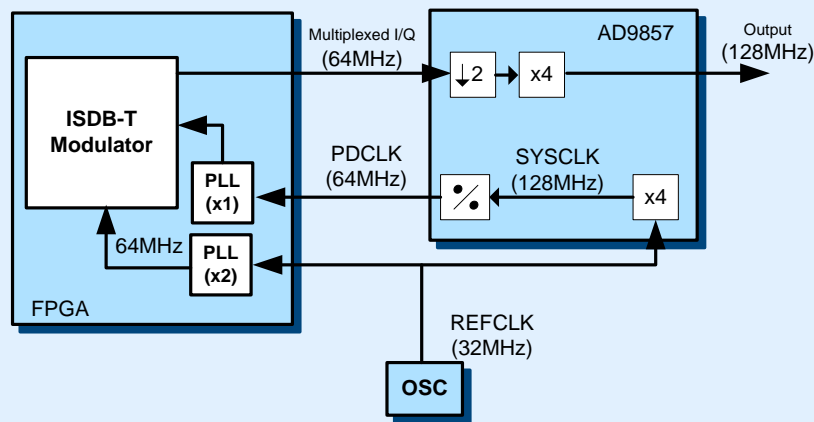 Multiplexed I/Q
(64MHz)
AD9857
Output
(128MHz)
↓2
x4
ISDB-T
Modulator
PDCLK
(64MHz)
SYSCLK
(128MHz)
PLL
(x1)
%
x4
64MHz
PLL
(x2)
FPGA
REFCLK
(32MHz)
OSC